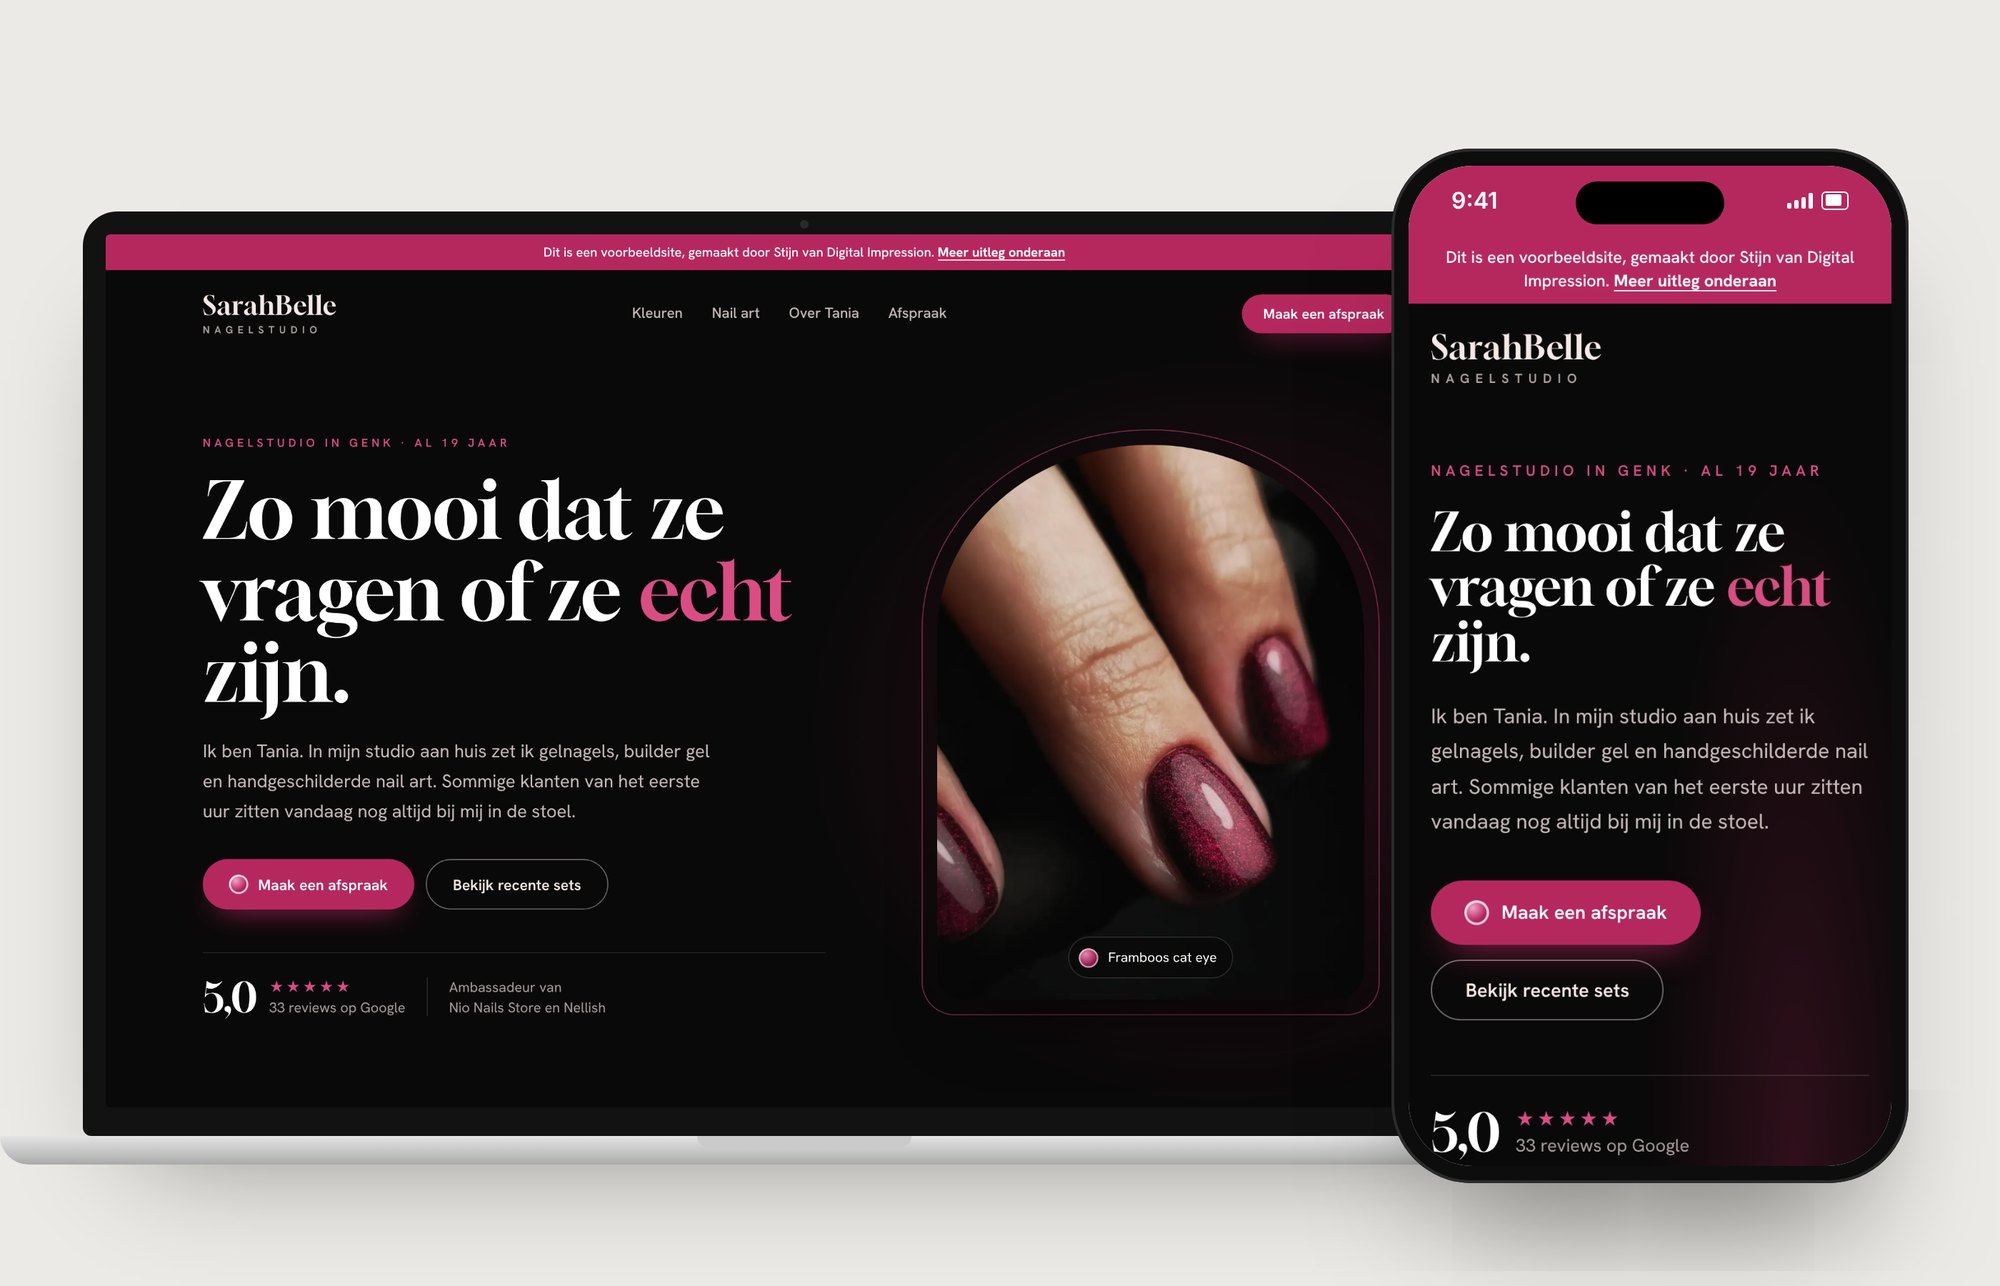 Dit is een voorbeeldsite, gemaakt door Stijn van Digital Impression. Meer uitleg onderaan
SarahBelle
NAGELSTUDIO
Kleuren Nail art Over Tania Afspraak
Maak een afspraak
NAGELSTUDIO IN GENK · AL 19 JAAR
Zo mooi dat ze
vragen of ze echt
zijn.
Ik ben Tania. In mijn studio aan huis zet ik gelnagels, builder gel
en handgeschilderde nail art. Sommige klanten van het eerste
uur zitten vandaag nog altijd bij mij in de stoel.
Maak een afspraak
Bekijk recente sets
5,0 ★★★★★
33 reviews op Google
Ambassadeur van
Nio Nails Store en Nellish
Framboos cat eye
9:41
Dit is een voorbeeldsite, gemaakt door Stijn van Digital
Impression. Meer uitleg onderaan
SarahBelle
NAGELSTUDIO
NAGELSTUDIO IN GENK · AL 19 JAAR
Zo mooi dat ze
vragen of ze echt
zijn.
Ik ben Tania. In mijn studio aan huis zet ik
gelnagels, builder gel en handgeschilderde nail
art. Sommige klanten van het eerste uur zitten
vandaag nog altijd bij mij in de stoel.
Maak een afspraak
Bekijk recente sets
5,0 ★★★★★
33 reviews op Google